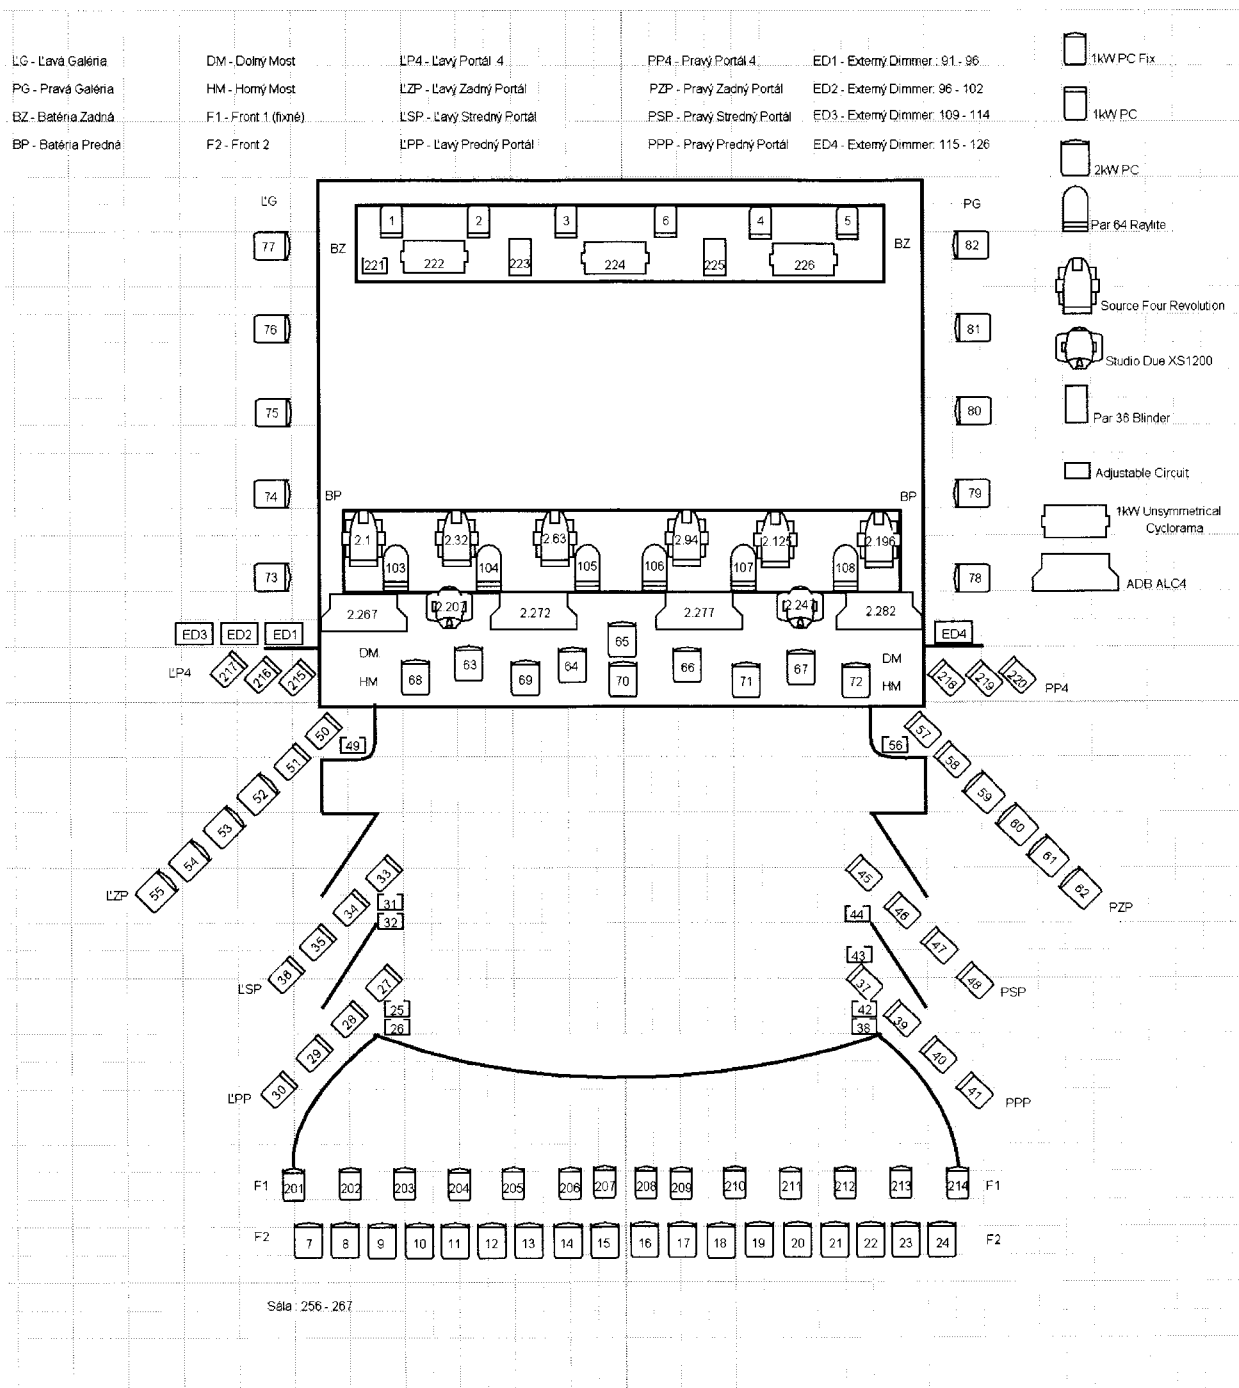 ĽG - Ľavá Galéria DM - Dolný Most ĽP4 - Ľavý Portál 4 PP4 - Pravý Portál 4 ED1 - Externý Dimmer : 91 - 96
PG - Pravá Galéria HM - Horný Most ĽZP - Ľavý Zadný Portál PZP - Pravý Zadný Portál ED2 - Externý Dimmer: 96 - 102
BZ - Batéria Zadná F1 - Front 1 (fixné) ĽSP - Ľavý Stredný Portál PSP - Pravý Stredný Portál ED3 - Externý Dimmer: 109 - 114
BP - Batéria Predná F2 - Front 2 ĽPP - Ľavý Predný Portál PPP - Pravý Predný Portál ED4 - Externý Dimmer: 115 - 126
1kW PC Fix
1kW PC
2kW PC
Par 64 Raylite
Source Four Revolution
Studio Due XS1200
Par 36 Blinder
Adjustable Circuit
1kW Unsymmetrical
Cyclorama
ADB ALC4
ĽG PG
1 2 3 6 4 5
77 BZ BZ 82
221 222 223 224 225 226
76 81
75 80
74 BP BP 79
2.1 2.32 2.63 2.94 2.125 2.196
103 104 105 106 107 108
73 78
2.267 2.207 2.272 2.277 2.247 2.282
ED3 ED2 ED1 65 ED4
DM 63 64 66 67 DM
ĽP4 217 216 215 HM 68 69 70 71 72 HM 218 219 220 PP4
50 49 56 57
51 58
52 59
53 60
54 61
ĽZP 55 62 PZP
33 45
34 31 44 46
32
35 43 47
ĽSP 36 48 PSP
27 37
28 25 42 39
26 38
29 40
ĽPP 30 41 PPP
F1 201 202 203 204 205 206 207 208 209 210 211 212 213 214 F1
F2 7 8 9 10 11 12 13 14 15 16 17 18 19 20 21 22 23 24 F2
Sála : 256 - 267